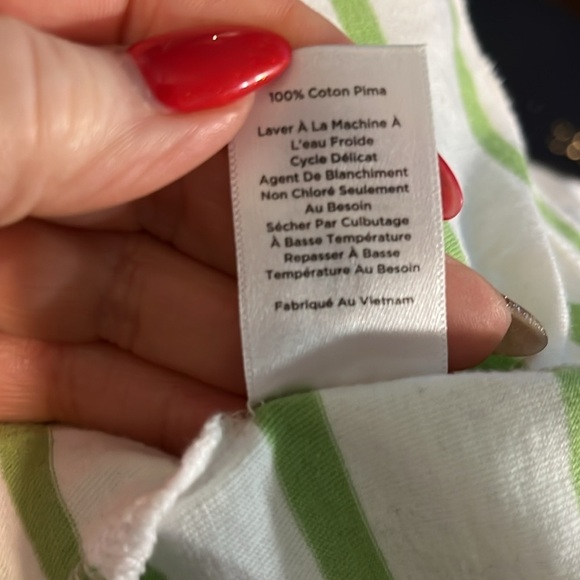 100% Coton Pima
Laver À La Machine À
L'eau Froide
Cycle Délicat
Agent De Blanchiment
Non Chloré Seulement
Au Besoin
Sécher Par Culbutage
À Basse Température
Repasser À Basse
Température Au Besoin
Fabriqué Au Vietnam